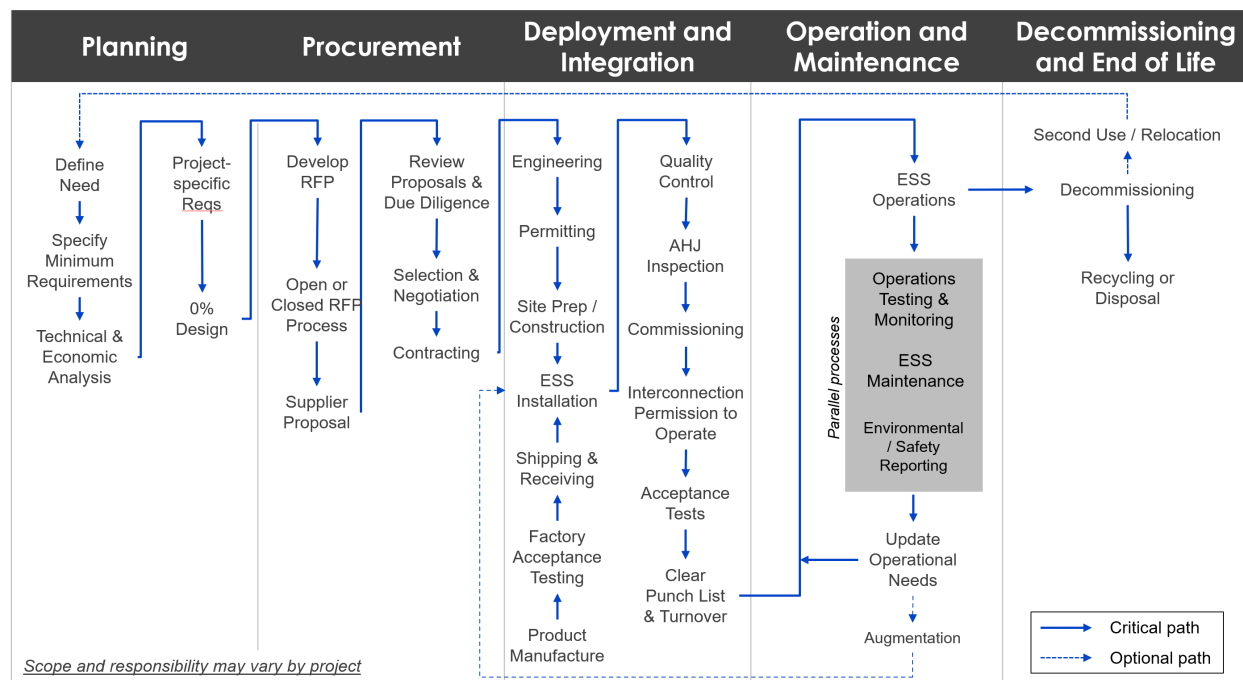 Planning
Procurement
Deployment and
Integration
Operation and
Maintenance
Decommissioning
and End of Life
Define
Need
Specify
Minimum
Requirements
Technical &
Economic
Analysis
Project-
specific
Reqs
0%
Design
Develop
RFP
Open or
Closed RFP
Process
Supplier
Proposal
Review
Proposals &
Due Diligence
Selection &
Negotiation
Contracting
Engineering
Permitting
Site Prep /
Construction
ESS
Installation
Shipping &
Receiving
Factory
Acceptance
Testing
Product
Manufacture
Quality
Control
AHJ
Inspection
Commissioning
Interconnection
Permission to
Operate
Acceptance
Tests
Clear
Punch List
& Turnover
ESS
Operations
Parallel processes
Operations
Testing &
Monitoring
ESS
Maintenance
Environmental
/ Safety
Reporting
Update
Operational
Needs
Augmentation
Second Use / Relocation
Decommissioning
Recycling or
Disposal
Critical path
Optional path
Scope and responsibility may vary by project